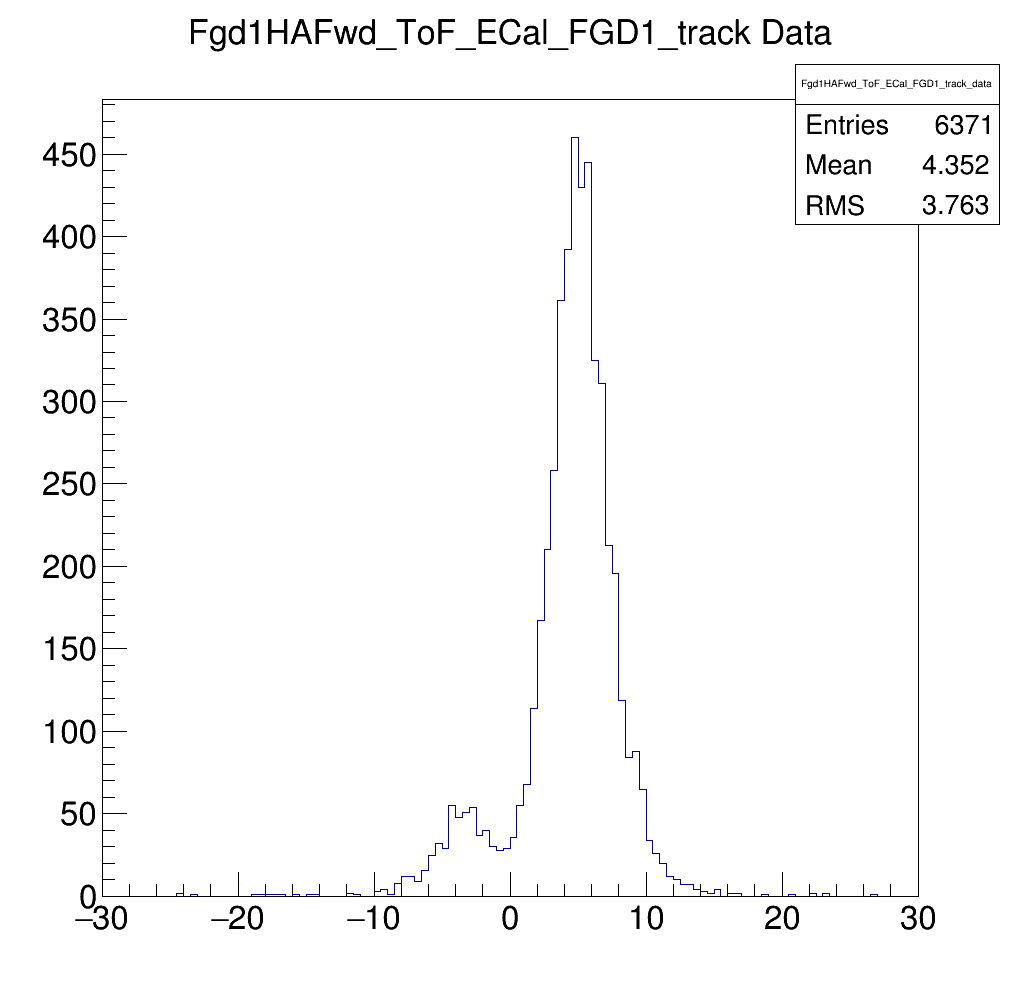 Fgd1HAFwd_ToF_ECal_FGD1_track Data
Fgd1HAFwd_ToF_ECal_FGD1_track_data
Entries 6371
Mean 4.352
RMS 3.763
450
400
350
300
250
200
150
100
50
0
−30 −20 −10 0 10 20 30